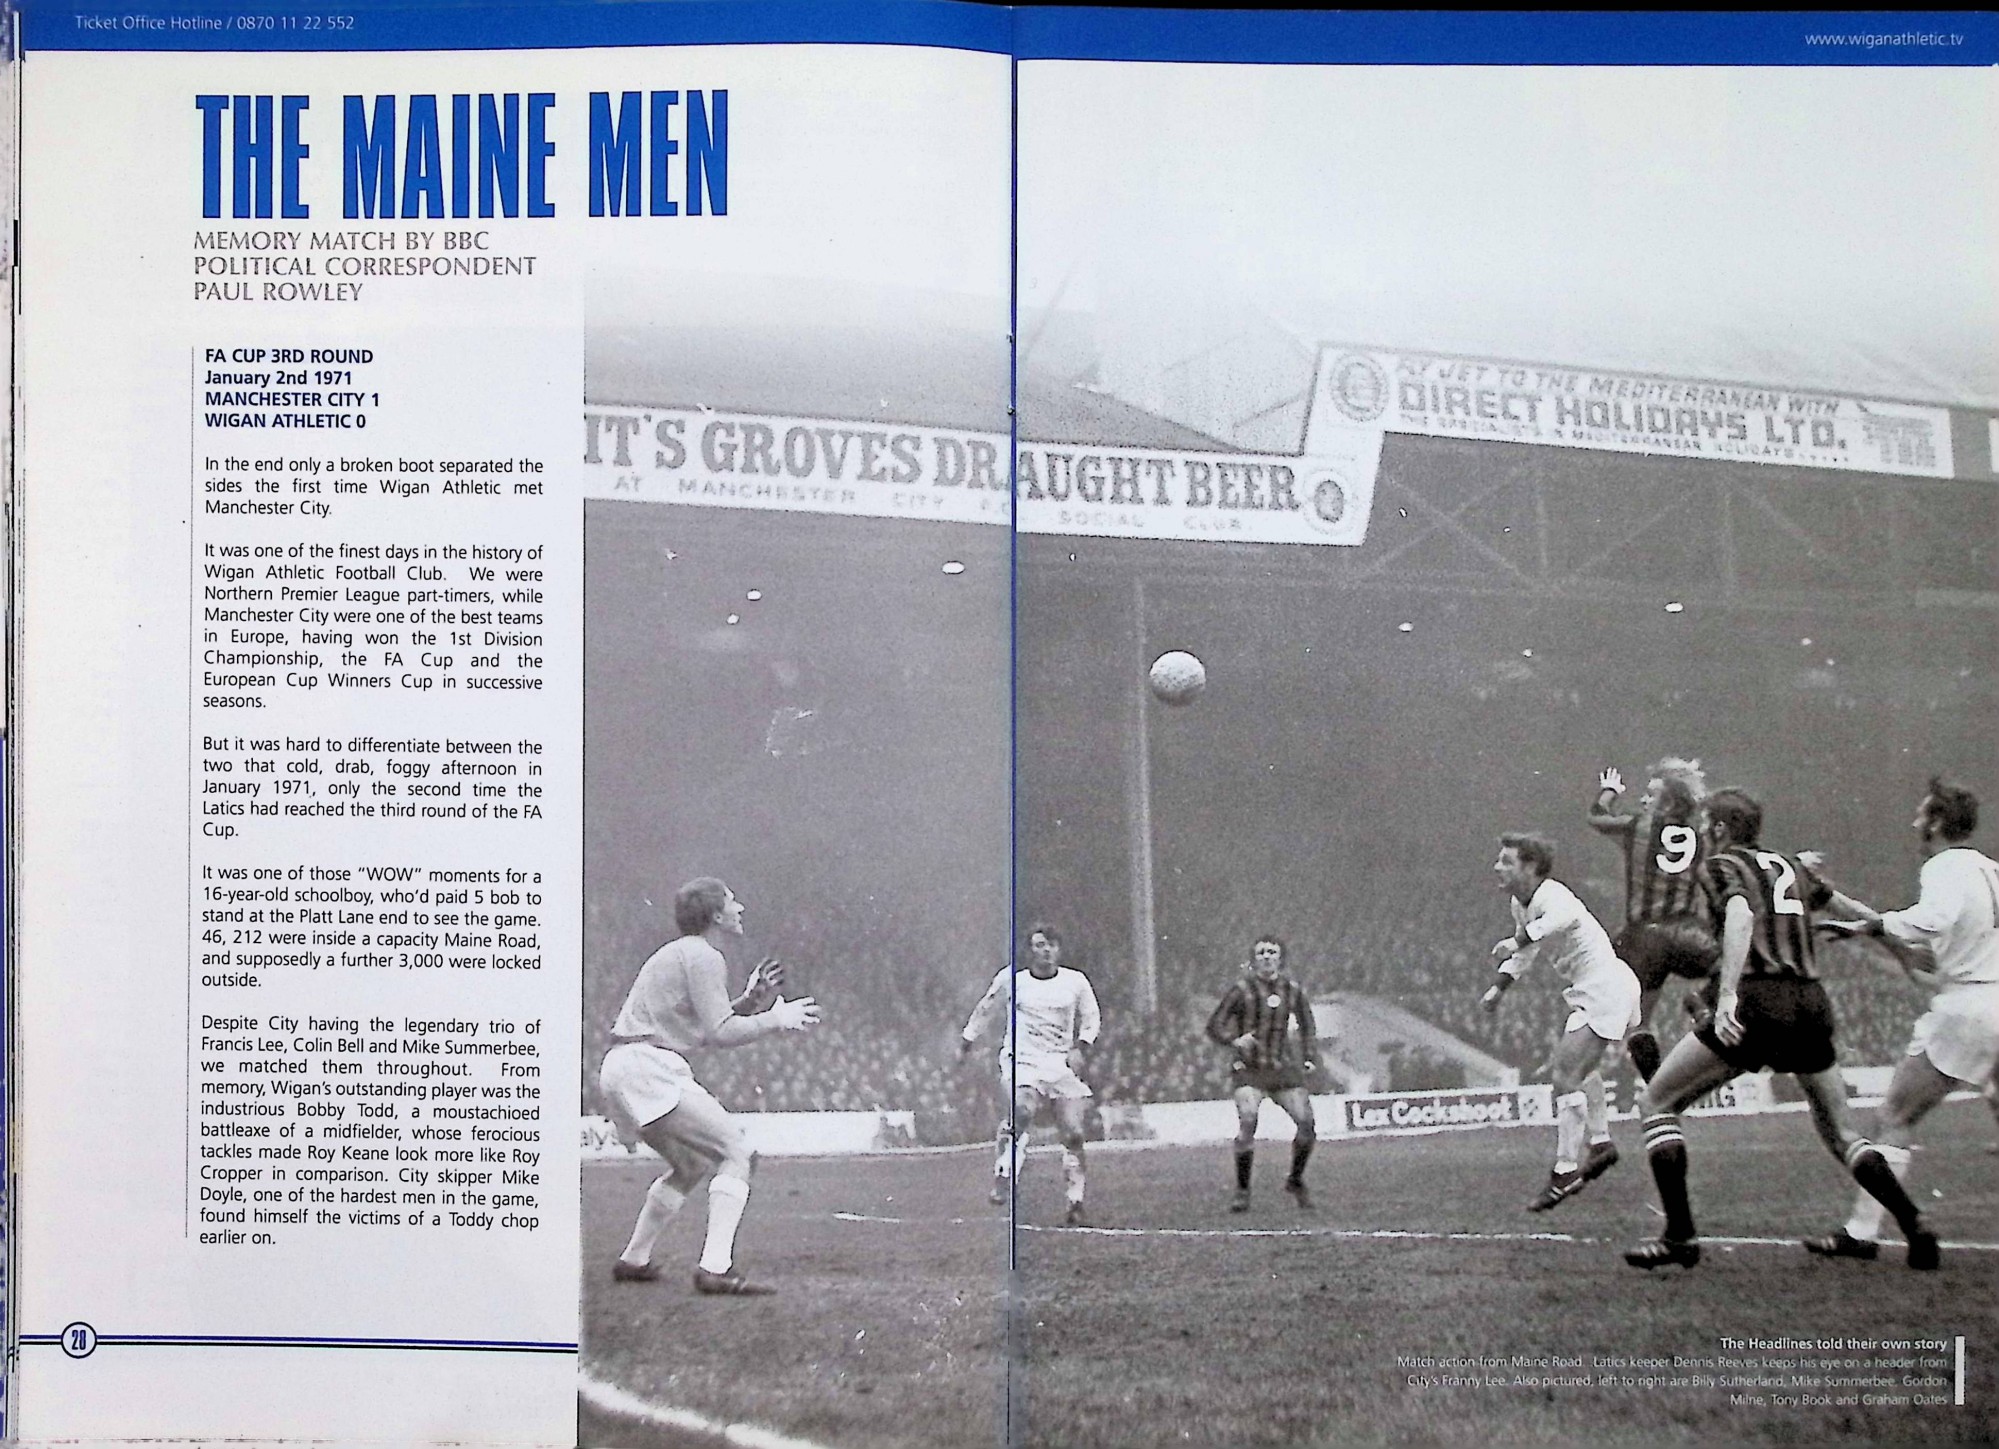 Ticket Office Hotline / 0870 11 22 552
www.wiganathletic.tv
THE MAINE MEN
MEMORY MATCH BY BBC
POLITICAL CORRESPONDENT
PAUL ROWLEY
FA CUP 3RD ROUND
January 2nd 1971
MANCHESTER CITY 1
WIGAN ATHLETIC 0
In the end only a broken boot separated the
sides the first time Wigan Athletic met
Manchester City.
It was one of the finest days in the history of
Wigan Athletic Football Club. We were
Northern Premier League part-timers, while
Manchester City were one of the best teams
in Europe, having won the 1st Division
Championship, the FA Cup and the
European Cup Winners Cup in successive
seasons.
But it was hard to differentiate between the
two that cold, drab, foggy afternoon in
January 1971, only the second time the
Latics had reached the third round of the FA
Cup.
It was one of those "WOW" moments for a
16-year-old schoolboy, who'd paid 5 bob to
stand at the Platt Lane end to see the game.
46, 212 were inside a capacity Maine Road,
and supposedly a further 3,000 were locked
outside.
Despite City having the legendary trio of
Francis Lee, Colin Bell and Mike Summerbee,
we matched them throughout. From
memory, Wigan's outstanding player was the
industrious Bobby Todd, a moustachioed
battleaxe of a midfielder, whose ferocious
tackles made Roy Keane look more like Roy
Cropper in comparison. City skipper Mike
Doyle, one of the hardest men in the game,
found himself the victims of a Toddy chop
earlier on.
28
IT'S GROVES DRAUGHT BEER
AT MANCHESTER CITY F.C. SOCIAL CLUB
BY JET TO THE MEDITERRANEAN WITH
DIRECT HOLIDAYS LTD.
THE SPECIALISTS IN MEDITERRANEAN HOLIDAYS.....
9
2
Lex Cockshoot
The Headlines told their own story
Match action from Maine Road. Latics keeper Dennis Reeves keeps his eye on a header from
City's Franny Lee. Also pictured, left to right are Billy Sutherland, Mike Summerbee, Gordon
Milne, Tony Book and Graham Oates